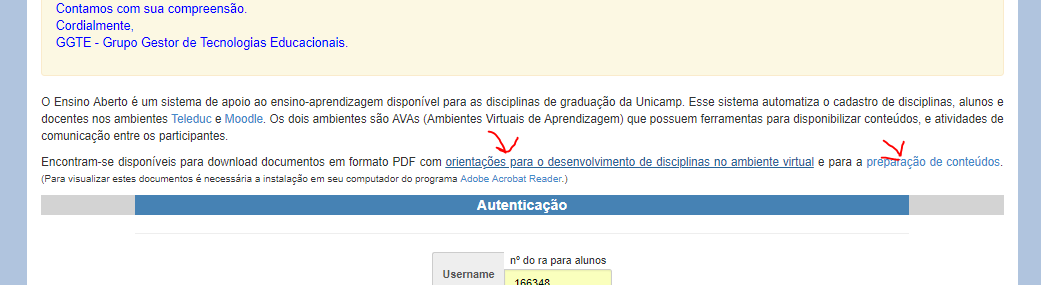 Contamos com sua compreensão.
Cordialmente,
GGTE - Grupo Gestor de Tecnologias Educacionais.
O Ensino Aberto é um sistema de apoio ao ensino-aprendizagem disponível para as disciplinas de graduação da Unicamp. Esse sistema automatiza o cadastro de disciplinas, alunos e
docentes nos ambientes Teleduc e Moodle. Os dois ambientes são AVAs (Ambientes Virtuais de Aprendizagem) que possuem ferramentas para disponibilizar conteúdos, e atividades de
comunicação entre os participantes.
Encontram-se disponíveis para download documentos em formato PDF com orientações para o desenvolvimento de disciplinas no ambiente virtual e para a preparação de conteúdos.
(Para visualizar estes documentos é necessária a instalação em seu computador do programa Adobe Acrobat Reader.)
Autenticação
nº do ra para alunos
Username
166348